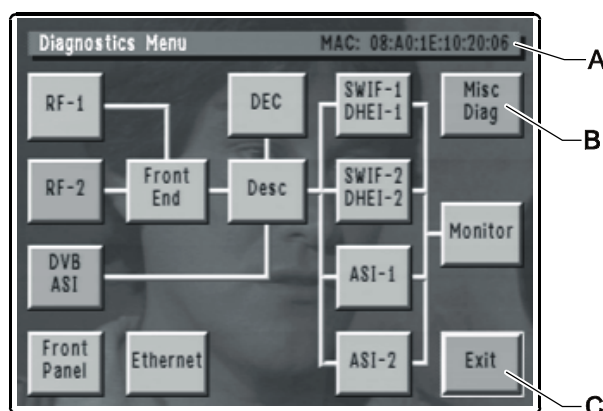 Diagnostics Menu MAC: 08:A0:1E:10:20:06
A
RF-1
DEC
SWIF-1
DHEI-1
Misc
Diag
B
RF-2
Front
End
Desc
SWIF-2
DHEI-2
Monitor
DVB
ASI
ASI-1
Front
Panel
Ethernet
ASI-2
Exit
C